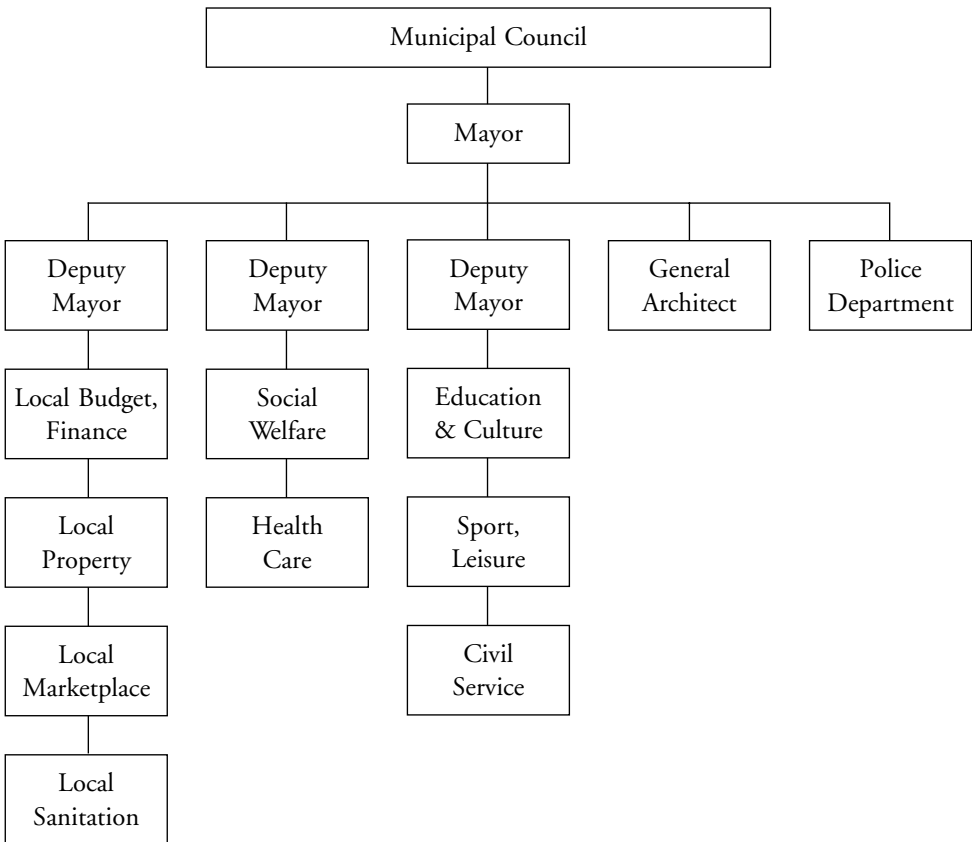 Municipal Council
Mayor
Deputy
Mayor
Deputy
Mayor
Deputy
Mayor
General
Architect
Police
Department
Local Budget,
Finance
Social
Welfare
Education
& Culture
Local
Property
Health
Care
Sport,
Leisure
Local
Marketplace
Civil
Service
Local
Sanitation